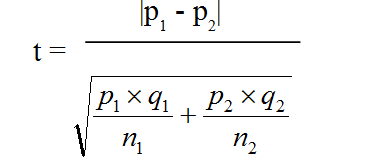 t = |p₁ - p₂| / √(p₁ × q₁ / n₁ + p₂ × q₂ / n₂)